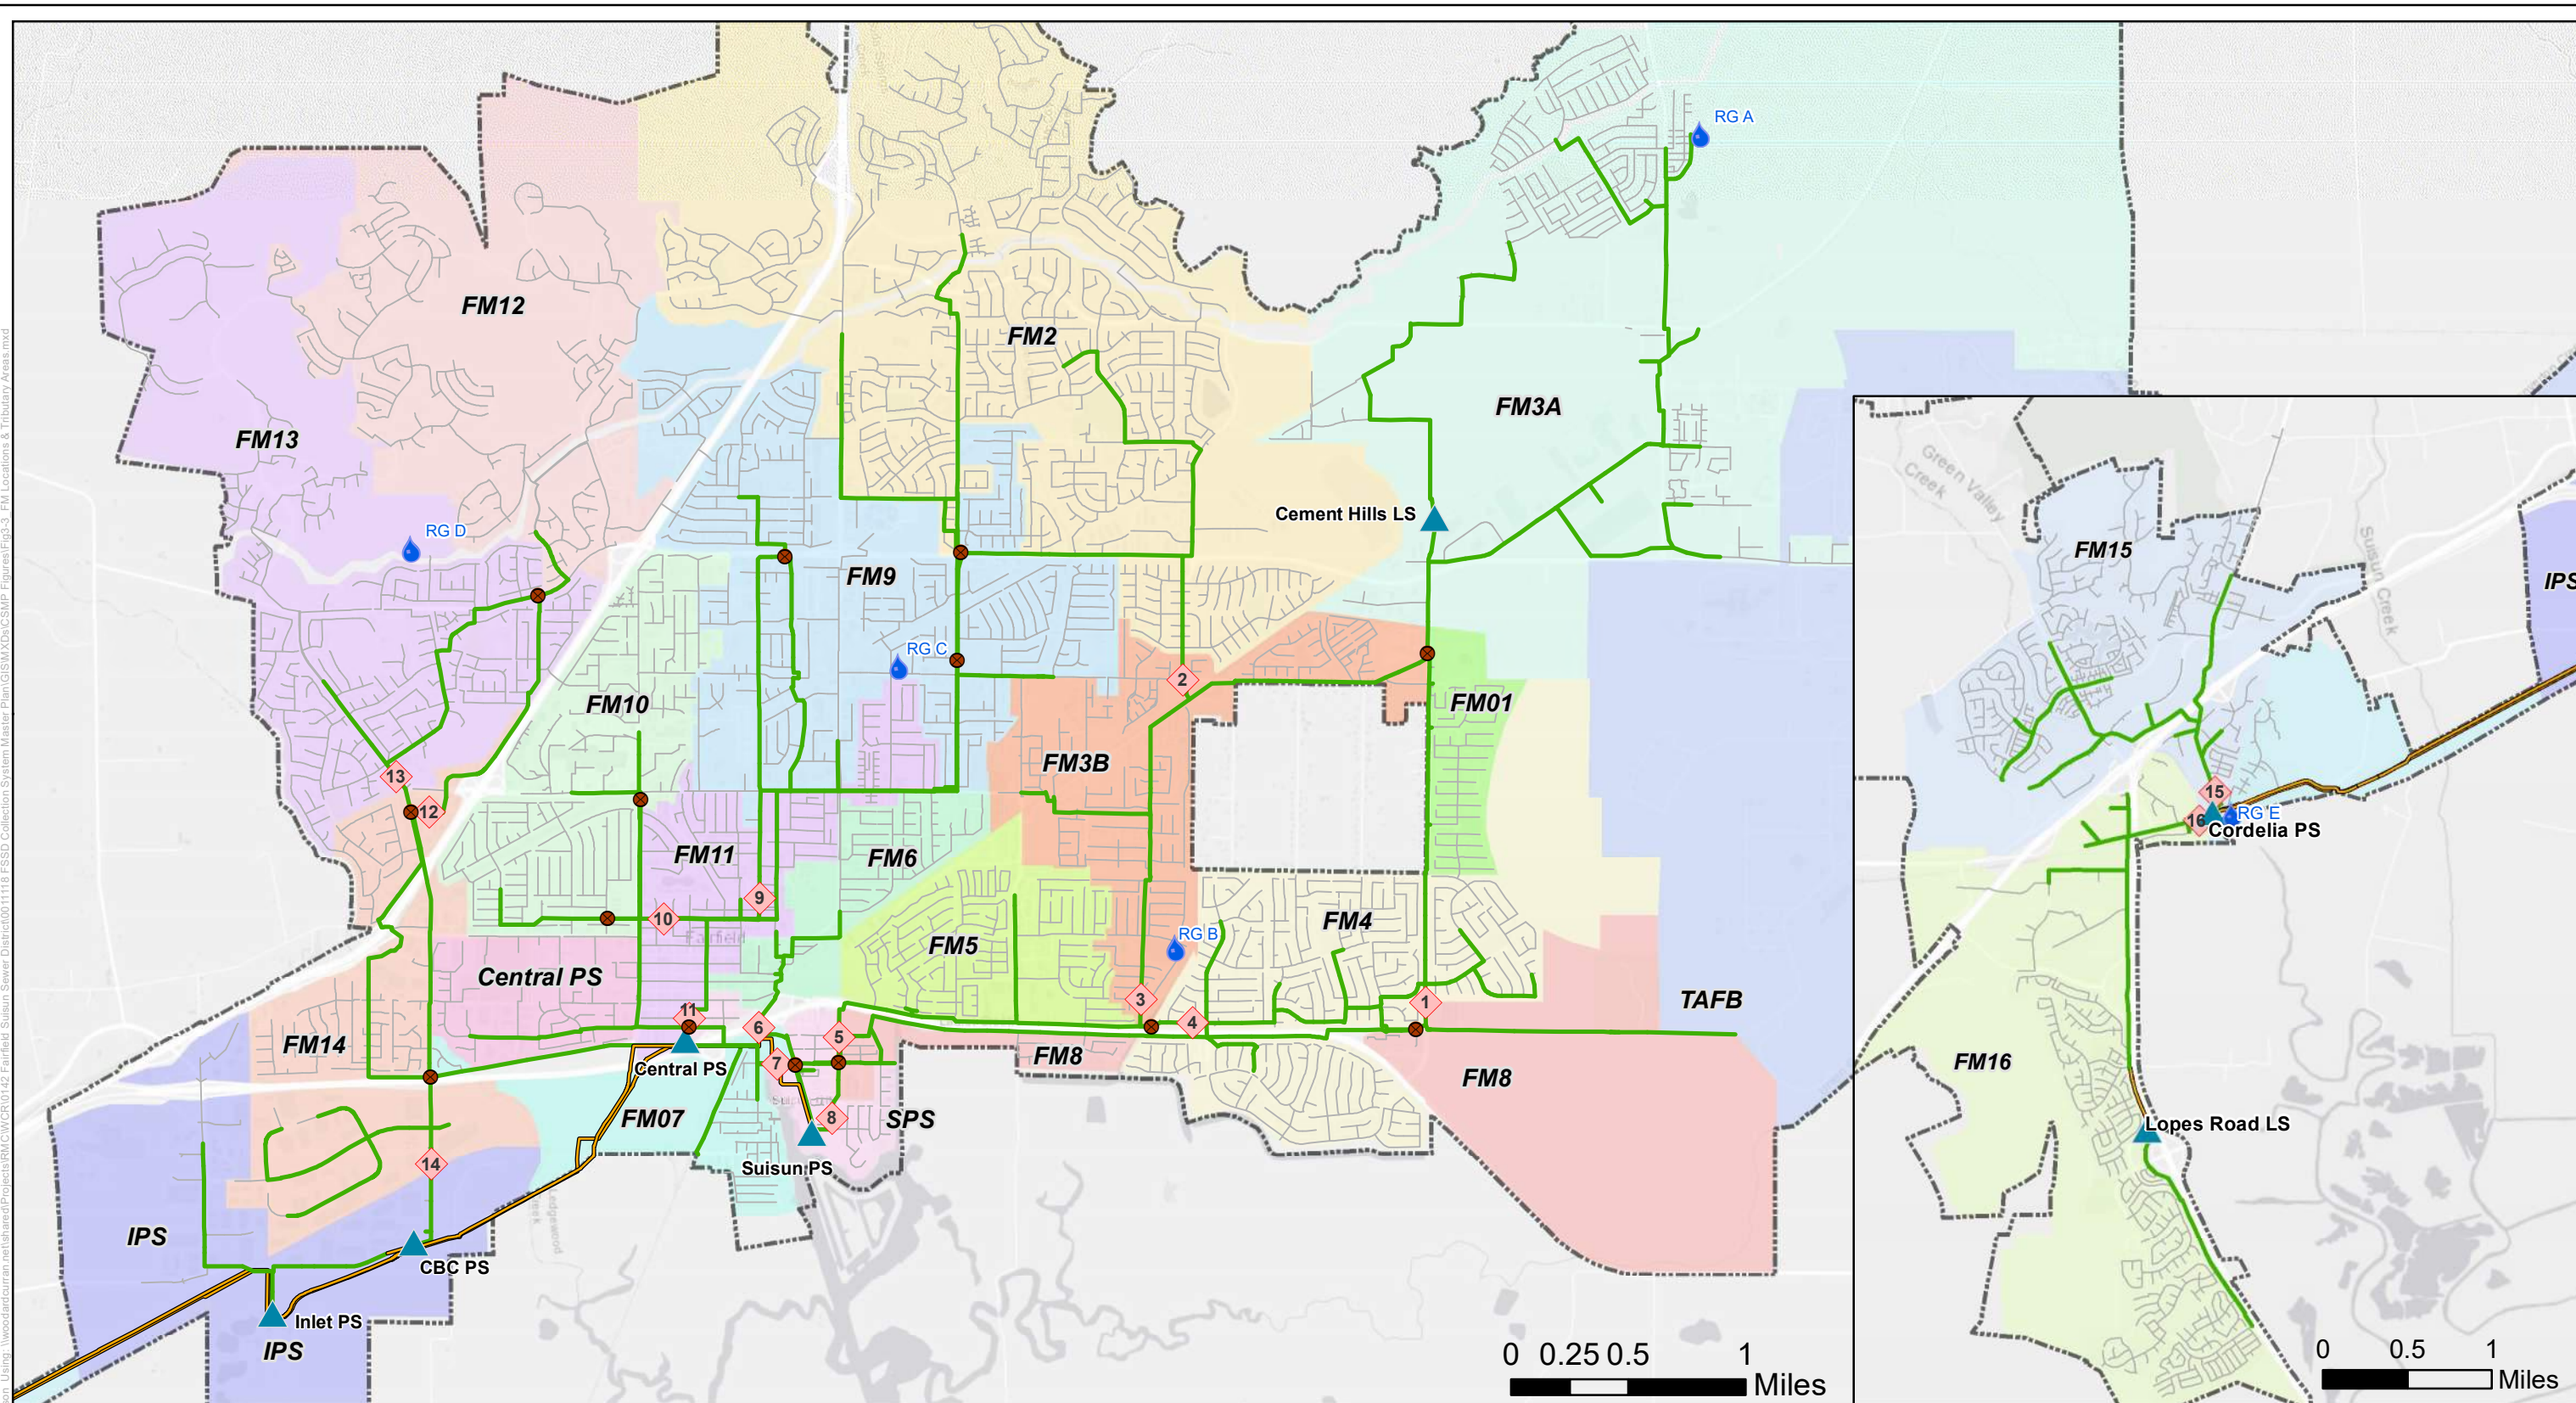 RG A
FM12
FM2
FM3A
FM13
Cement Hills LS
RG D
FM9
FM15
Green Valley
Creek
Suisun Creek
IPS
RG C
FM10
2
FM01
FM3B
13
12
15
RG E
16
Cordelia PS
FM11
FM6
9
10
Fairfield
FM4
RG B
FM5
Central PS
3
1
TAFB
11
6
4
5
FM14
7
FM8
FM8
Central PS
FM16
FM07
8
SPS
Lopes Road LS
14
Suisun PS
IPS
Ledgewood
Creek
CBC PS
Inlet PS
IPS
0 0.25 0.5 1
Miles
0 0.5 1
Miles